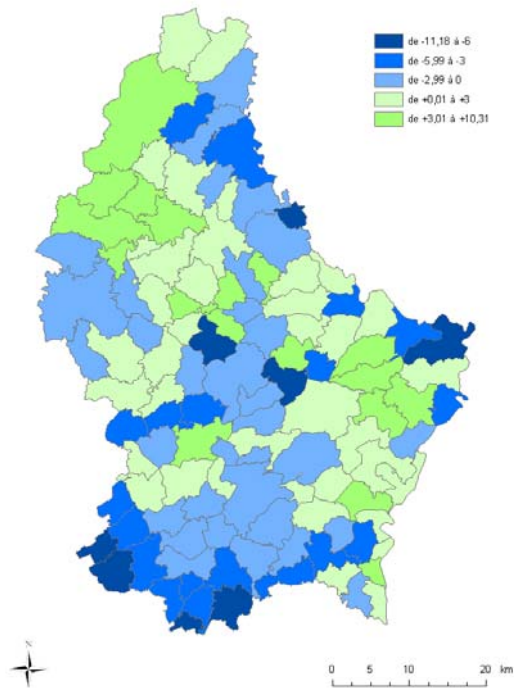 de -11,18 à -6
de -5,99 à -3
de -2,99 à 0
de +0,01 à +3
de +3,01 à +10,31
N
0 5 10 20 km